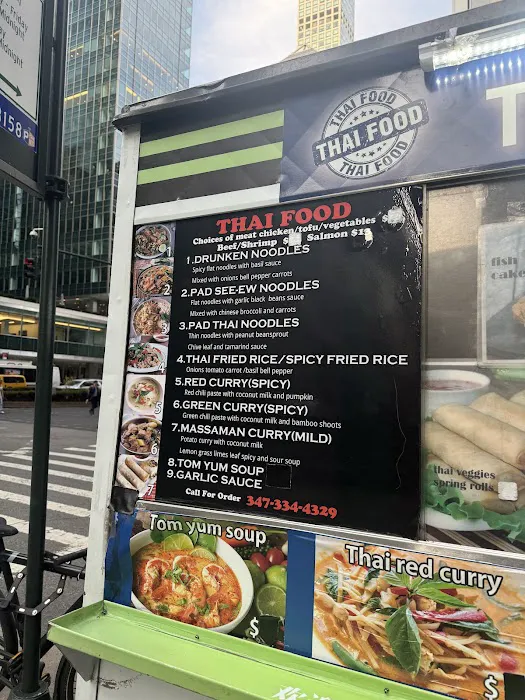 Midnight
Midnight
THAI FOOD
THAI FOOD
THAI FOOD
T
THAI FOOD
Choices of meat chicken/tofu/vegetables $
Beef/Shrimp $ Salmon $13
1.DRUNKEN NOODLES
Spicy flat noodles with basil sauce
Mixed with onions bell pepper carrots
2.PAD SEE-EW NOODLES
Flat noodles with garlic black beans sauce
Mixed with chinese broccoli and carrots
3.PAD THAI NOODLES
Thin noodles with peanut beansprout
Chive leaf and tamarind sauce
4.THAI FRIED RICE/SPICY FRIED RICE
Onions tomato carrot /basil bell pepper
5.RED CURRY(SPICY)
Red chili paste with coconut milk and pumpkin
6.GREEN CURRY(SPICY)
Green chili paste with coconut milk and bamboo shoots
7.MASSAMAN CURRY(MILD)
Potato curry with coconut milk
Lemon grass limes leaf spicy and sour soup
8.TOM YUM SOUP
9.GARLIC SAUCE
Call For Order 347-334-4329
fish
cake
thai veggies
spring rolls
Tom yum soup
$
Thai red curry
$